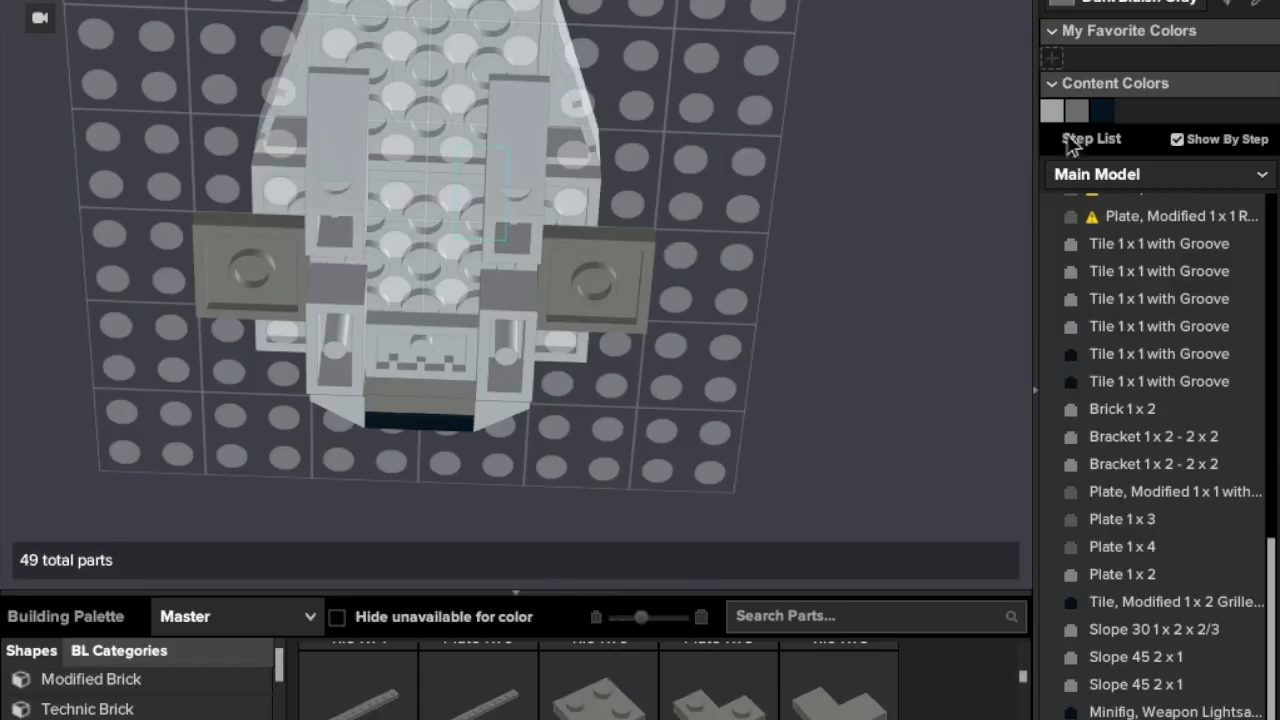 My Favorite Colors
Content Colors
Step List
Show By Step
Main Model
Plate, Modified 1 x 1 R...
Tile 1 x 1 with Groove
Tile 1 x 1 with Groove
Tile 1 x 1 with Groove
Tile 1 x 1 with Groove
Tile 1 x 1 with Groove
Tile 1 x 1 with Groove
Brick 1 x 2
Bracket 1 x 2 - 2 x 2
Bracket 1 x 2 - 2 x 2
Plate, Modified 1 x 1 with...
Plate 1 x 3
Plate 1 x 4
Plate 1 x 2
Tile, Modified 1 x 2 Grille...
Slope 30 1 x 2 x 2/3
Slope 45 2 x 1
Slope 45 2 x 1
Minifig, Weapon Lightsa...
49 total parts
Building Palette
Master
Hide unavailable for color
Search Parts...
Shapes
BL Categories
Modified Brick
Technic Brick